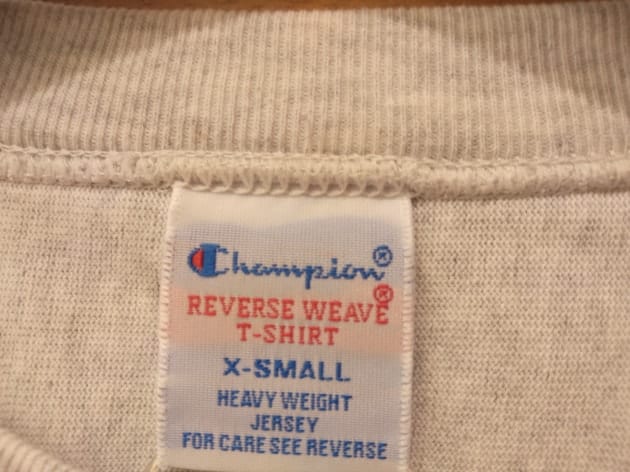 Champion®
REVERSE WEAVE®
T-SHIRT
X-SMALL
HEAVY WEIGHT
JERSEY
FOR CARE SEE REVERSE